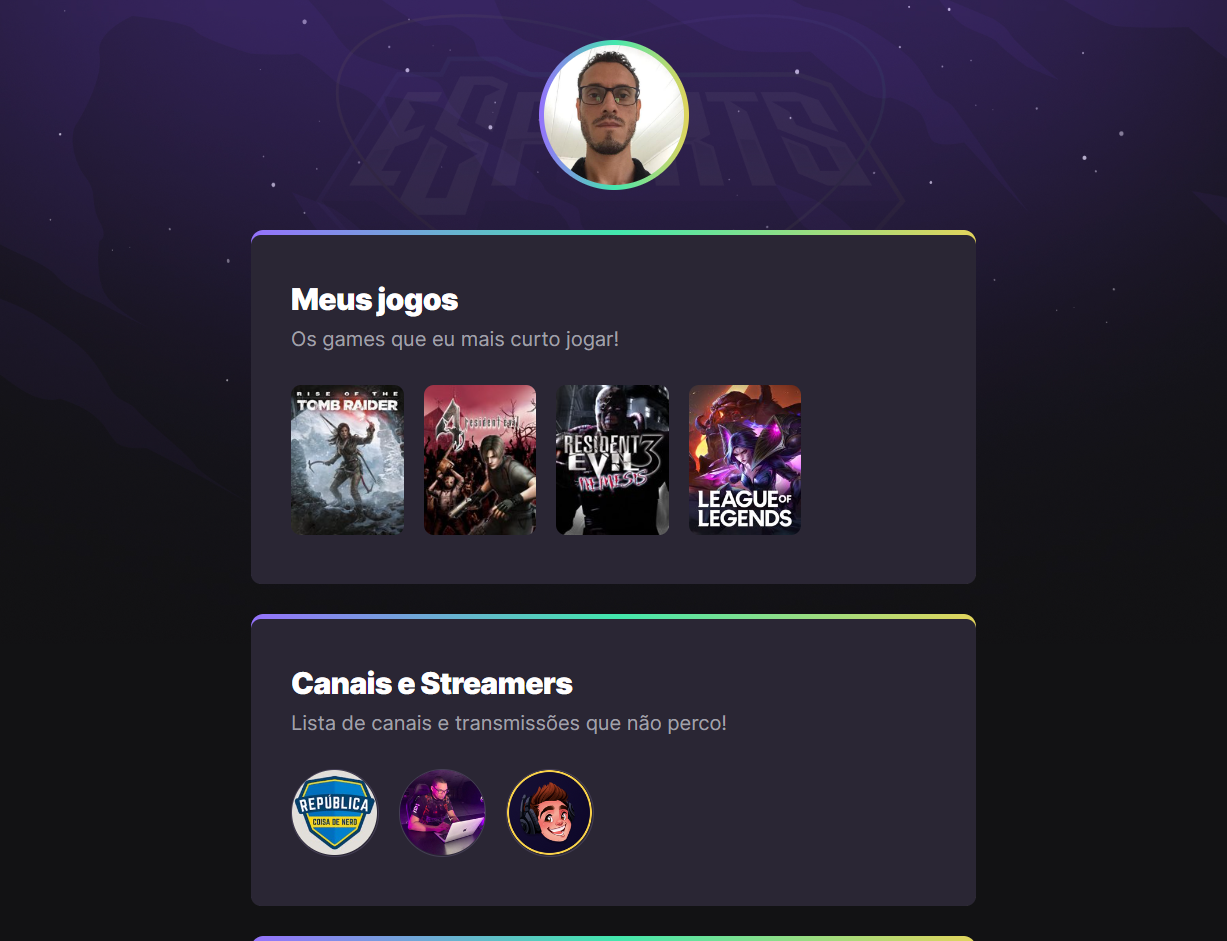 ESPORTS
Meus jogos
Os games que eu mais curto jogar!
RISE OF THE
TOMB RAIDER
4 resident evil
RESIDENT
EVIL 3
NEMESIS
LEAGUE OF
LEGENDS
Canais e Streamers
Lista de canais e transmissões que não perco!
REPÚBLICA
COISA DE NERD